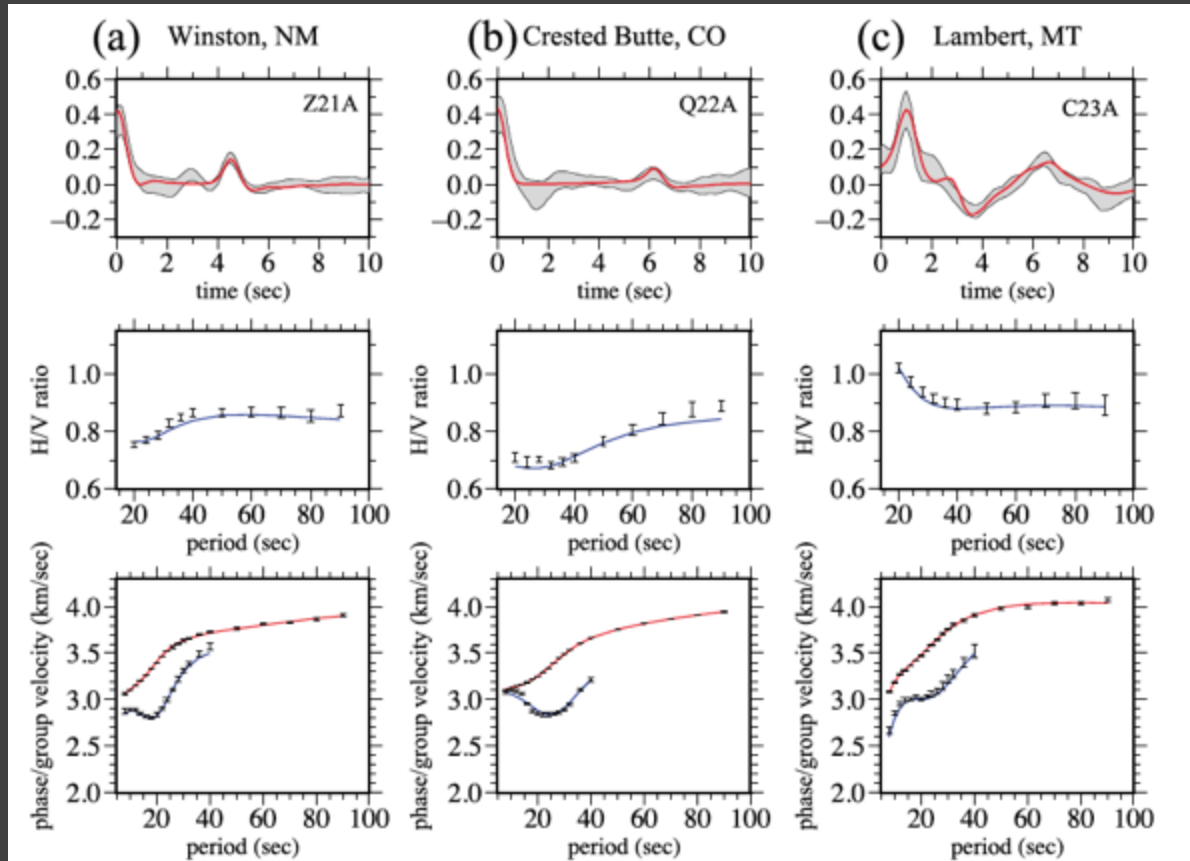 (a) Winston, NM
(b) Crested Butte, CO
(c) Lambert, MT
0.6
0.4
0.2
0.0
–0.2
Z21A
0 2 4 6 8 10
time (sec)
0.6
0.4
0.2
0.0
–0.2
Q22A
0 2 4 6 8 10
time (sec)
0.6
0.4
0.2
0.0
–0.2
C23A
0 2 4 6 8 10
time (sec)
H/V ratio
1.0
0.8
0.6
20 40 60 80 100
period (sec)
H/V ratio
1.0
0.8
0.6
20 40 60 80 100
period (sec)
H/V ratio
1.0
0.8
0.6
20 40 60 80 100
period (sec)
phase/group velocity (km/sec)
4.0
3.5
3.0
2.5
2.0
20 40 60 80 100
period (sec)
phase/group velocity (km/sec)
4.0
3.5
3.0
2.5
2.0
20 40 60 80 100
period (sec)
phase/group velocity (km/sec)
4.0
3.5
3.0
2.5
2.0
20 40 60 80 100
period (sec)